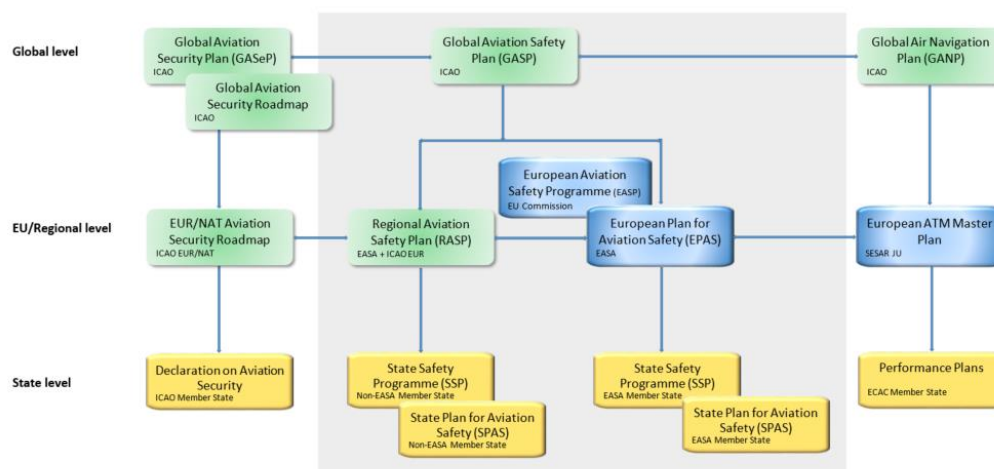 Global level
Global Aviation
Security Plan (GASeP)
ICAO
Global Aviation
Security Roadmap
ICAO
Global Aviation Safety
Plan (GASP)
ICAO
Global Air Navigation
Plan (GANP)
ICAO
European Aviation
Safety Programme (EASP)
EU Commission
EU/Regional level
EUR/NAT Aviation
Security Roadmap
ICAO EUR/NAT
Regional Aviation
Safety Plan (RASP)
EASA + ICAO EUR
European Plan for
Aviation Safety (EPAS)
EASA
European ATM Master
Plan
SESAR JU
State level
Declaration on Aviation
Security
ICAO Member State
State Safety
Programme (SSP)
Non-EASA Member State
State Plan for Aviation
Safety (SPAS)
Non-EASA Member State
State Safety
Programme (SSP)
EASA Member State
State Plan for Aviation
Safety (SPAS)
EASA Member State
Performance Plans
ECAC Member State